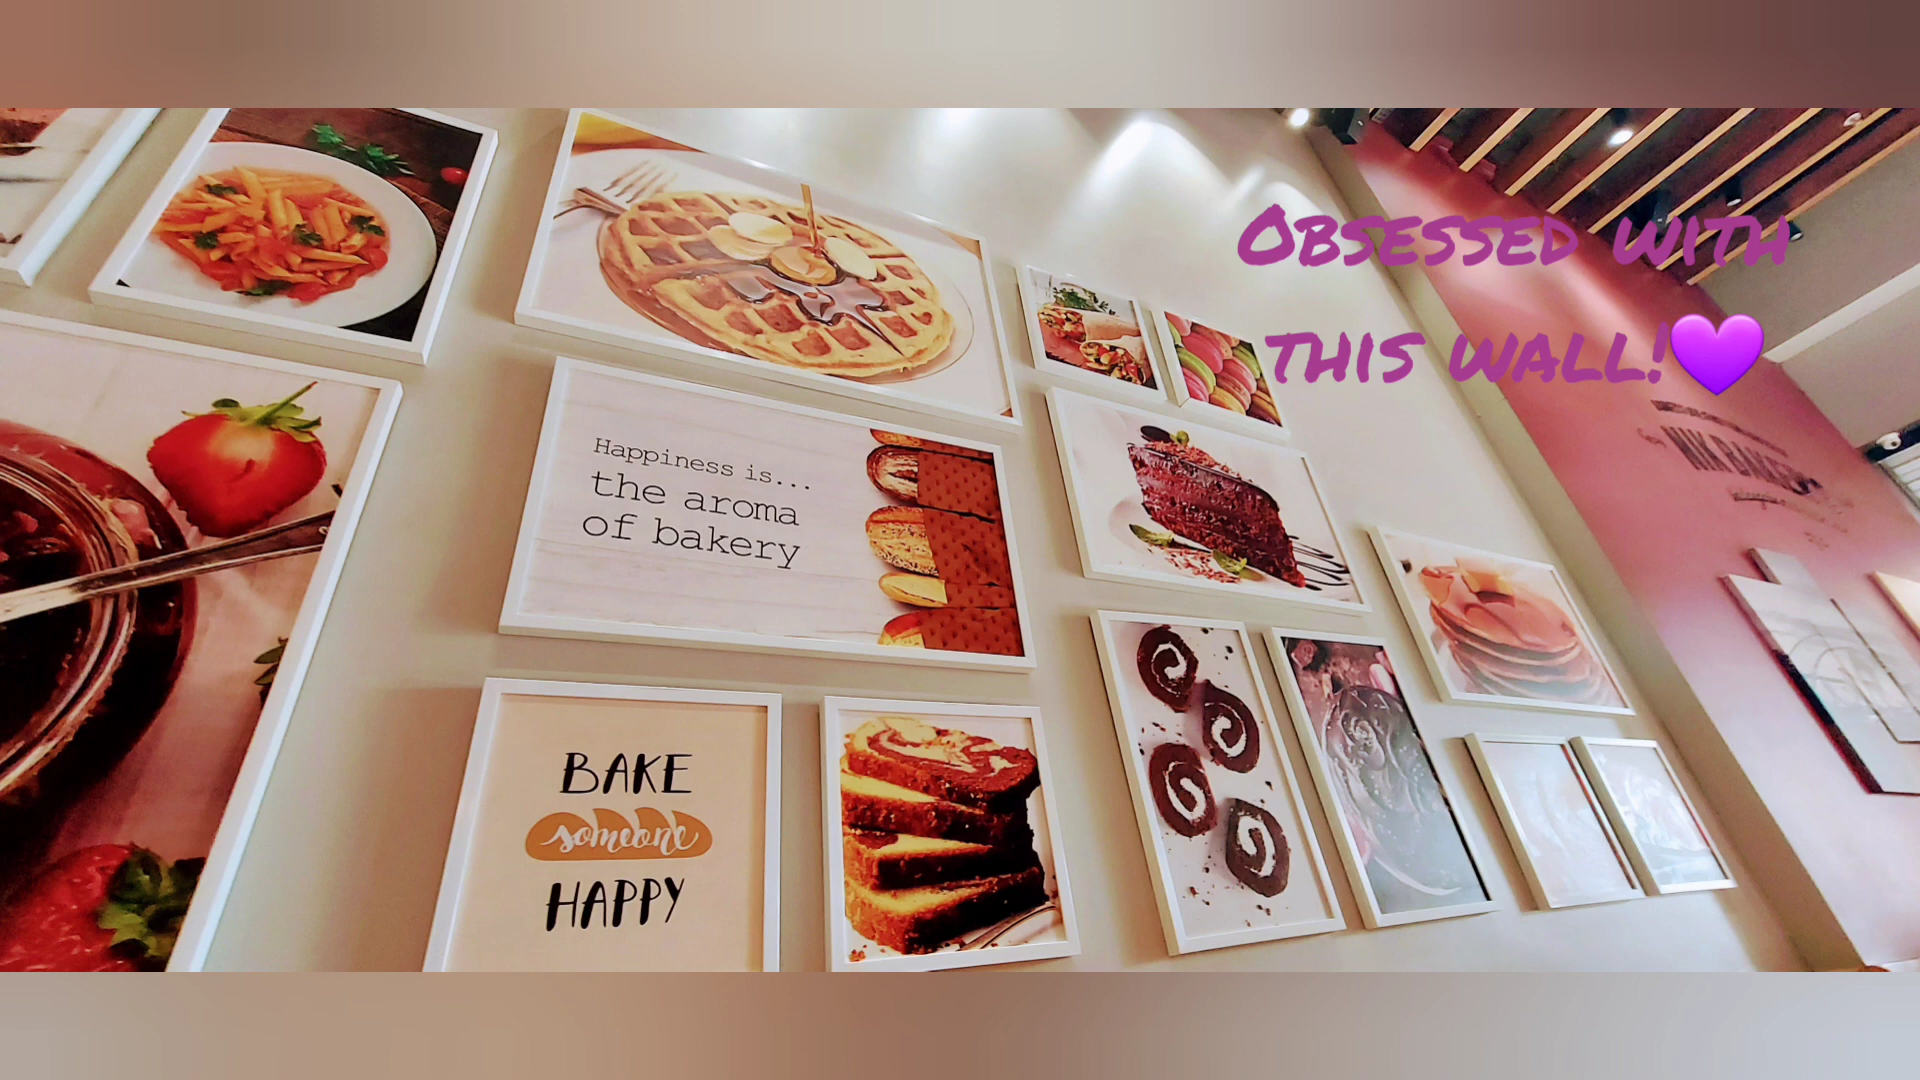 Obsessed with
this wall!💜
Happiness is...
the aroma
of bakery
BAKE
someone
HAPPY